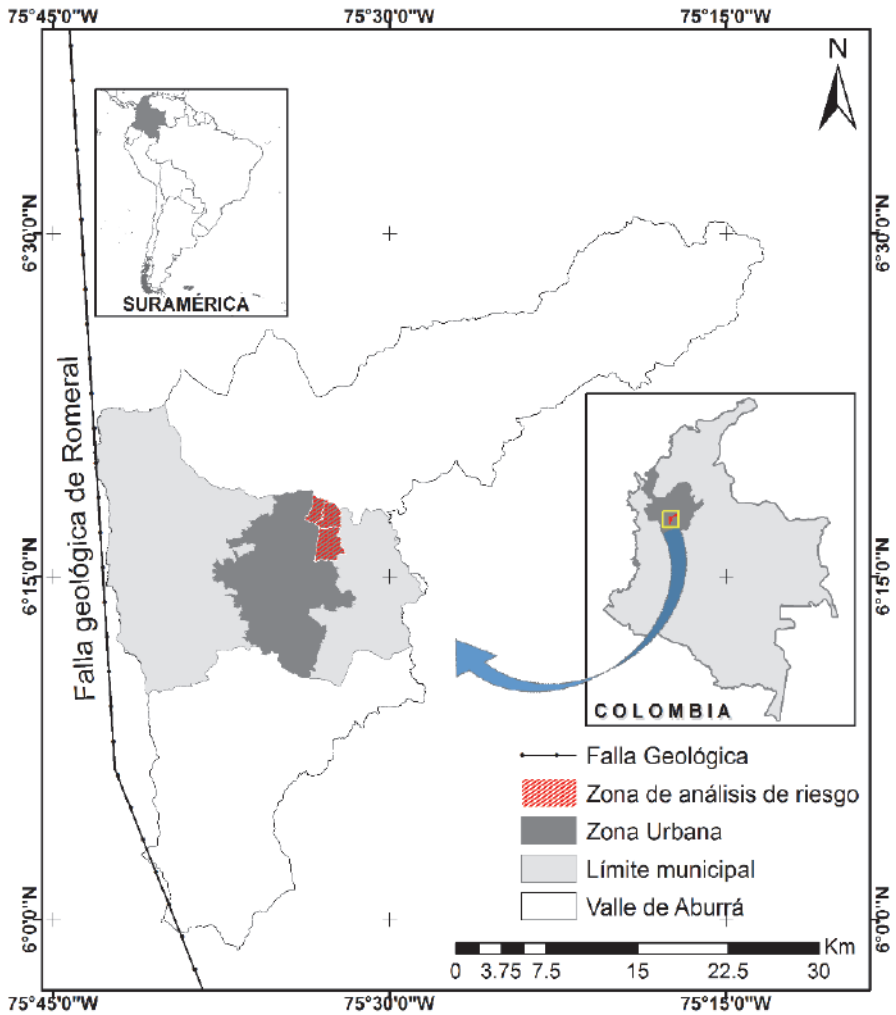 75°45'0"W 75°30'0"W 75°15'0"W
N
SURAMÉRICA
6°30'0"N 6°30'0"N
Falla geológica de Romeral
COLOMBIA
6°15'0"N 6°15'0"N
Falla Geológica
Zona de análisis de riesgo
Zona Urbana
Límite municipal
Valle de Aburrá
6°0'0"N 6°0'0"N
Km
0 3.75 7.5 15 22.5 30
75°45'0"W 75°30'0"W 75°15'0"W